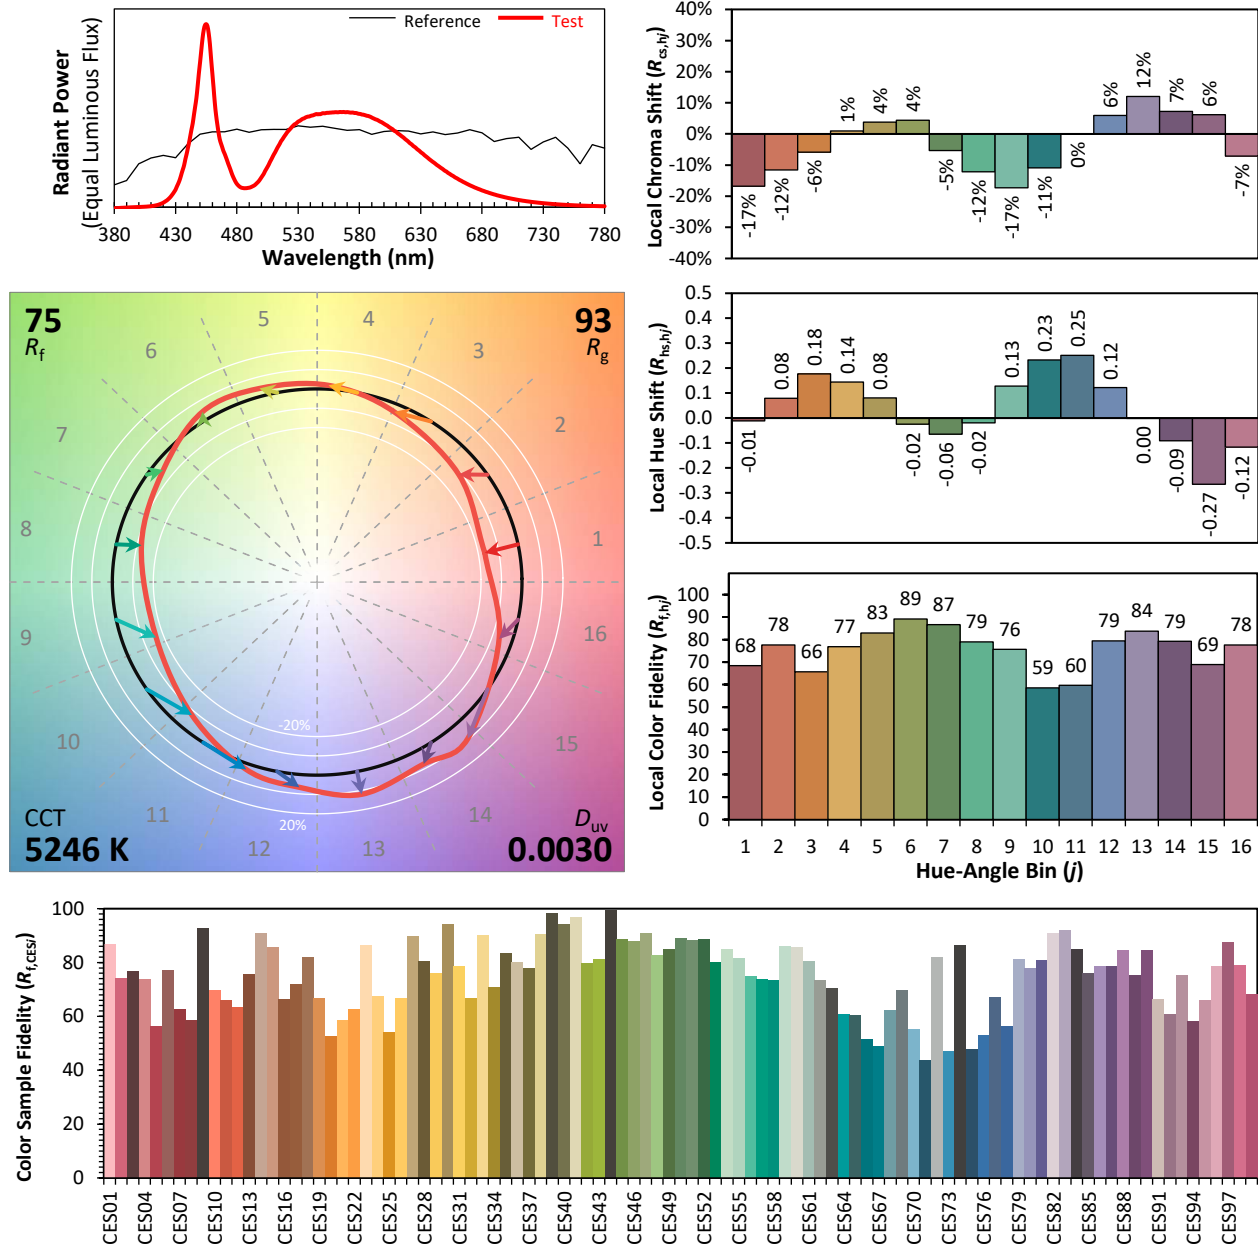 Reference
Test
Radiant Power
(Equal Luminous Flux)
380 430 480 530 580 630 680 730 780
Wavelength (nm)
Local Chroma Shift (Rcs,hj)
40%
30%
20%
10%
0%
-10%
-20%
-30%
-40%
-17% -12% -6% 1% 4% 4% -5% -12% -17% -11% 0% 6% 12% 7% 6% -7%
75
Rf
93
Rg
1
2
3
4
5
6
7
8
9
10
11
12
13
14
15
16
-20%
20%
CCT
5246 K
Duv
0.0030
Local Hue Shift (Rhs,hj)
0.5
0.4
0.3
0.2
0.1
0.0
-0.1
-0.2
-0.3
-0.4
-0.5
-0.01 0.08 0.18 0.14 0.08 -0.02 -0.06 -0.02 0.13 0.23 0.25 0.12 0.00 -0.09 -0.27 -0.12
Local Color Fidelity (Rf,hj)
100
90
80
70
60
50
40
30
20
10
0
68 78 66 77 83 89 87 79 76 59 60 79 84 79 69 78
1 2 3 4 5 6 7 8 9 10 11 12 13 14 15 16
Hue-Angle Bin (j)
Color Sample Fidelity (Rf,CESi)
100
80
60
40
20
0
CES01 CES04 CES07 CES10 CES13 CES16 CES19 CES22 CES25 CES28 CES31 CES34 CES37 CES40 CES43 CES46 CES49 CES52 CES55 CES58 CES61 CES64 CES67 CES70 CES73 CES76 CES79 CES82 CES85 CES88 CES91 CES94 CES97